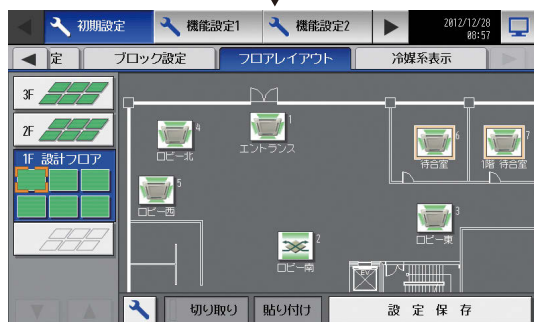 初期設定
機能設定1
機能設定2
2012/12/28
08:57
定
ブロック設定
フロアレイアウト
冷媒系表示
3F
2F
1F 設計フロア
4
ロビー北
1
エントランス
6
待合室
7
1階 待合室
5
ロビー西
3
ロビー東
2
ロビー南
EV
切り取り
貼り付け
設 定 保 存